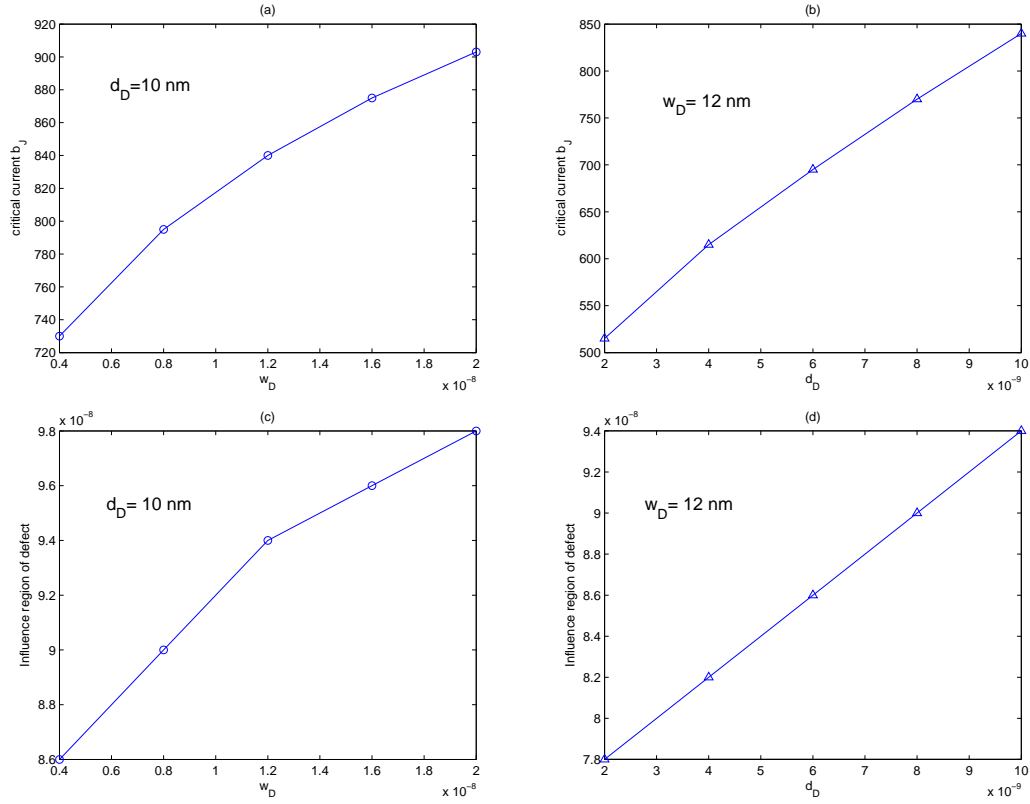 (a)
920
900
880
860
840
820
800
780
760
740
720
critical current b_J
d_D=10 nm
0.4 0.6 0.8 1 1.2 1.4 1.6 1.8 2
x 10^−8
w_D
(b)
850
800
750
700
650
600
550
500
critical current b_J
w_D= 12 nm
2 3 4 5 6 7 8 9 10
x 10^−9
d_D
(c)
x 10^−8
9.8
9.6
9.4
9.2
9
8.8
8.6
Influence region of defect
d_D= 10 nm
0.4 0.6 0.8 1 1.2 1.4 1.6 1.8 2
x 10^−8
w_D
(d)
x 10^−8
9.4
9.2
9
8.8
8.6
8.4
8.2
8
7.8
Influence region of defect
w_D= 12 nm
2 3 4 5 6 7 8 9 10
x 10^−9
d_D